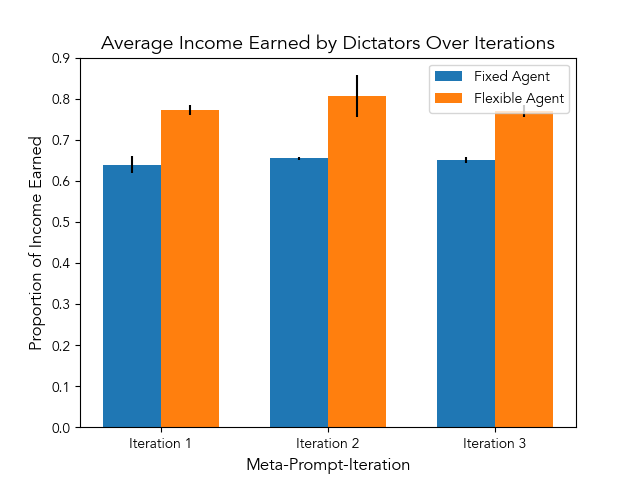 Average Income Earned by Dictators Over Iterations
Fixed Agent
Flexible Agent
Proportion of Income Earned
0.9
0.8
0.7
0.6
0.5
0.4
0.3
0.2
0.1
0.0
Iteration 1
Iteration 2
Iteration 3
Meta-Prompt-Iteration